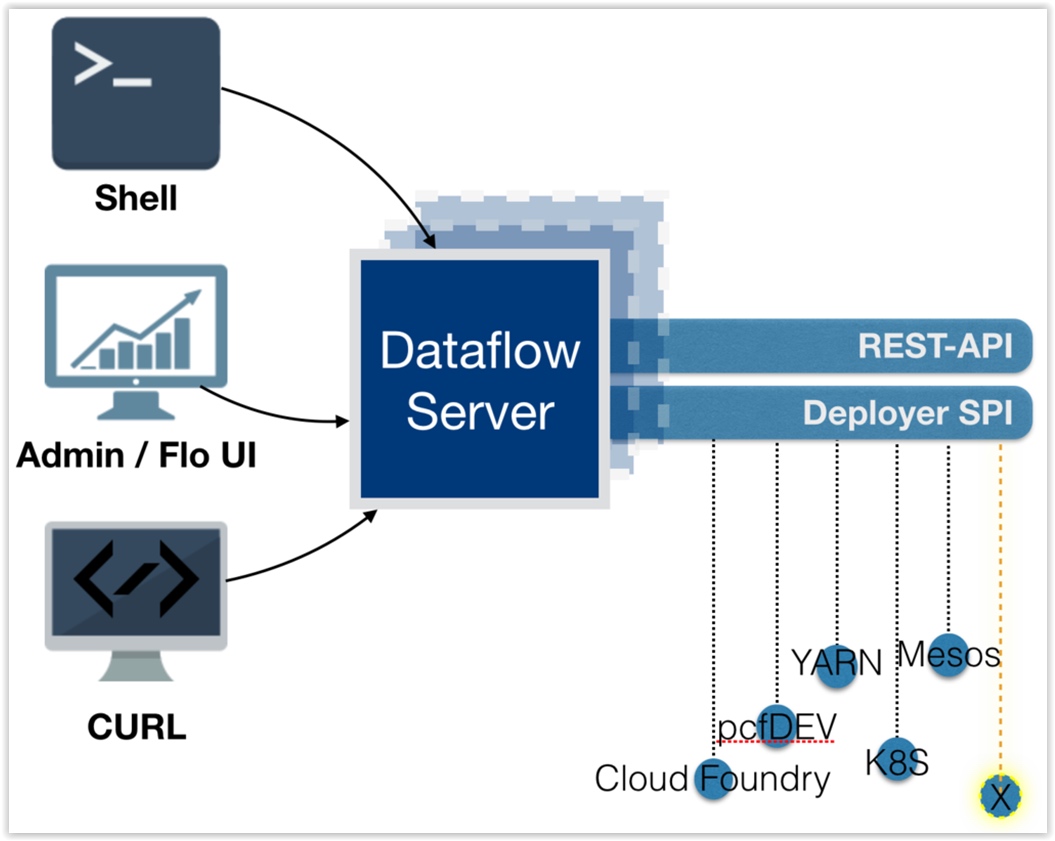 >_
Shell
Admin / Flo UI
</>
CURL
Dataflow
Server
REST-API
Deployer SPI
YARN
Mesos
pcfDEV
K8S
Cloud Foundry
X